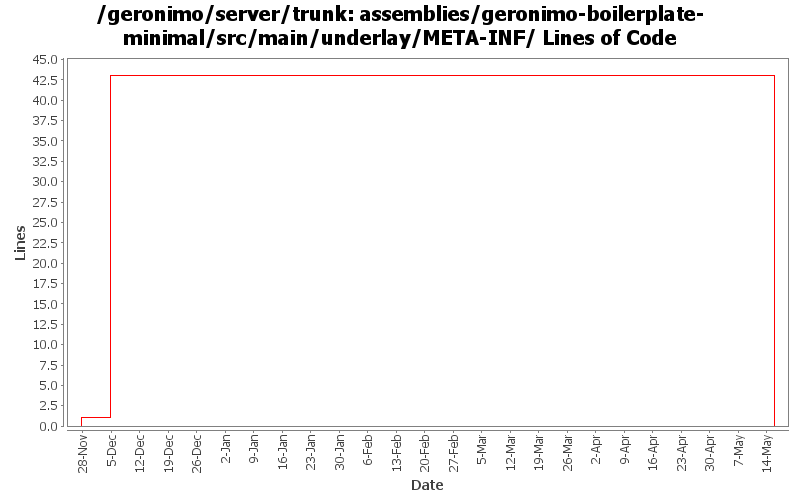 /geronimo/server/trunk: assemblies/geronimo-boilerplate-
minimal/src/main/underlay/META-INF/ Lines of Code
Lines
45.0
42.5
40.0
37.5
35.0
32.5
30.0
27.5
25.0
22.5
20.0
17.5
15.0
12.5
10.0
7.5
5.0
2.5
0.0
28-Nov
5-Dec
12-Dec
19-Dec
26-Dec
2-Jan
9-Jan
16-Jan
23-Jan
30-Jan
6-Feb
13-Feb
20-Feb
27-Feb
5-Mar
12-Mar
19-Mar
26-Mar
2-Apr
9-Apr
16-Apr
23-Apr
30-Apr
7-May
14-May
Date